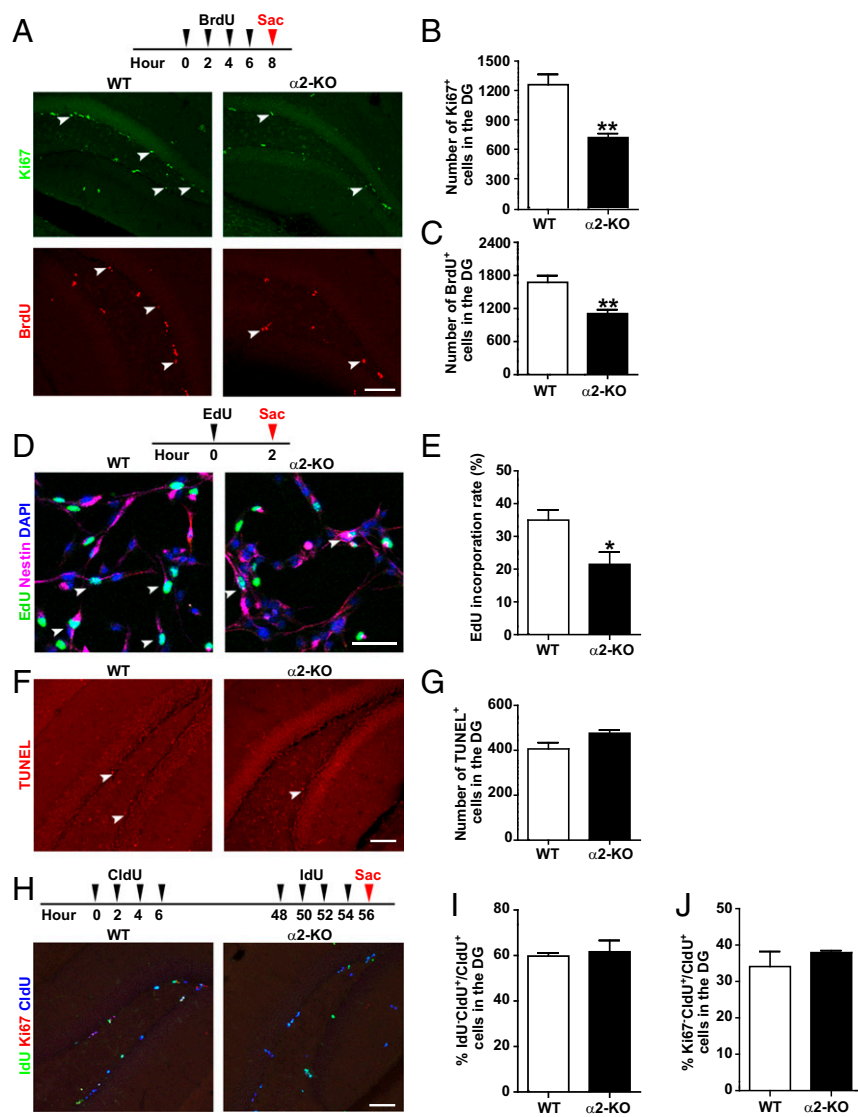 A
BrdU
Sac
Hour 0 2 4 6 8
WT
α2-KO
Ki67
BrdU
B
Number of Ki67+
cells in the DG
1500
1200
900
600
300
0
**
WT
α2-KO
C
Number of BrdU+
cells in the DG
2400
1800
1200
600
0
**
WT
α2-KO
D
EdU
Sac
Hour 0 2
WT
α2-KO
EdU Nestin DAPI
E
EdU incorporation rate (%)
50
40
30
20
10
0
*
WT
α2-KO
F
WT
α2-KO
TUNEL
G
Number of TUNEL+
cells in the DG
600
400
200
0
WT
α2-KO
H
CldU
IdU
Sac
Hour 0 2 4 6 48 50 52 54 56
WT
α2-KO
IdU Ki67 CldU
I
% IdU-CldU+/CldU+
cells in the DG
80
60
40
20
0
WT
α2-KO
J
% Ki67-CldU+/CldU+
cells in the DG
50
40
30
20
10
0
WT
α2-KO